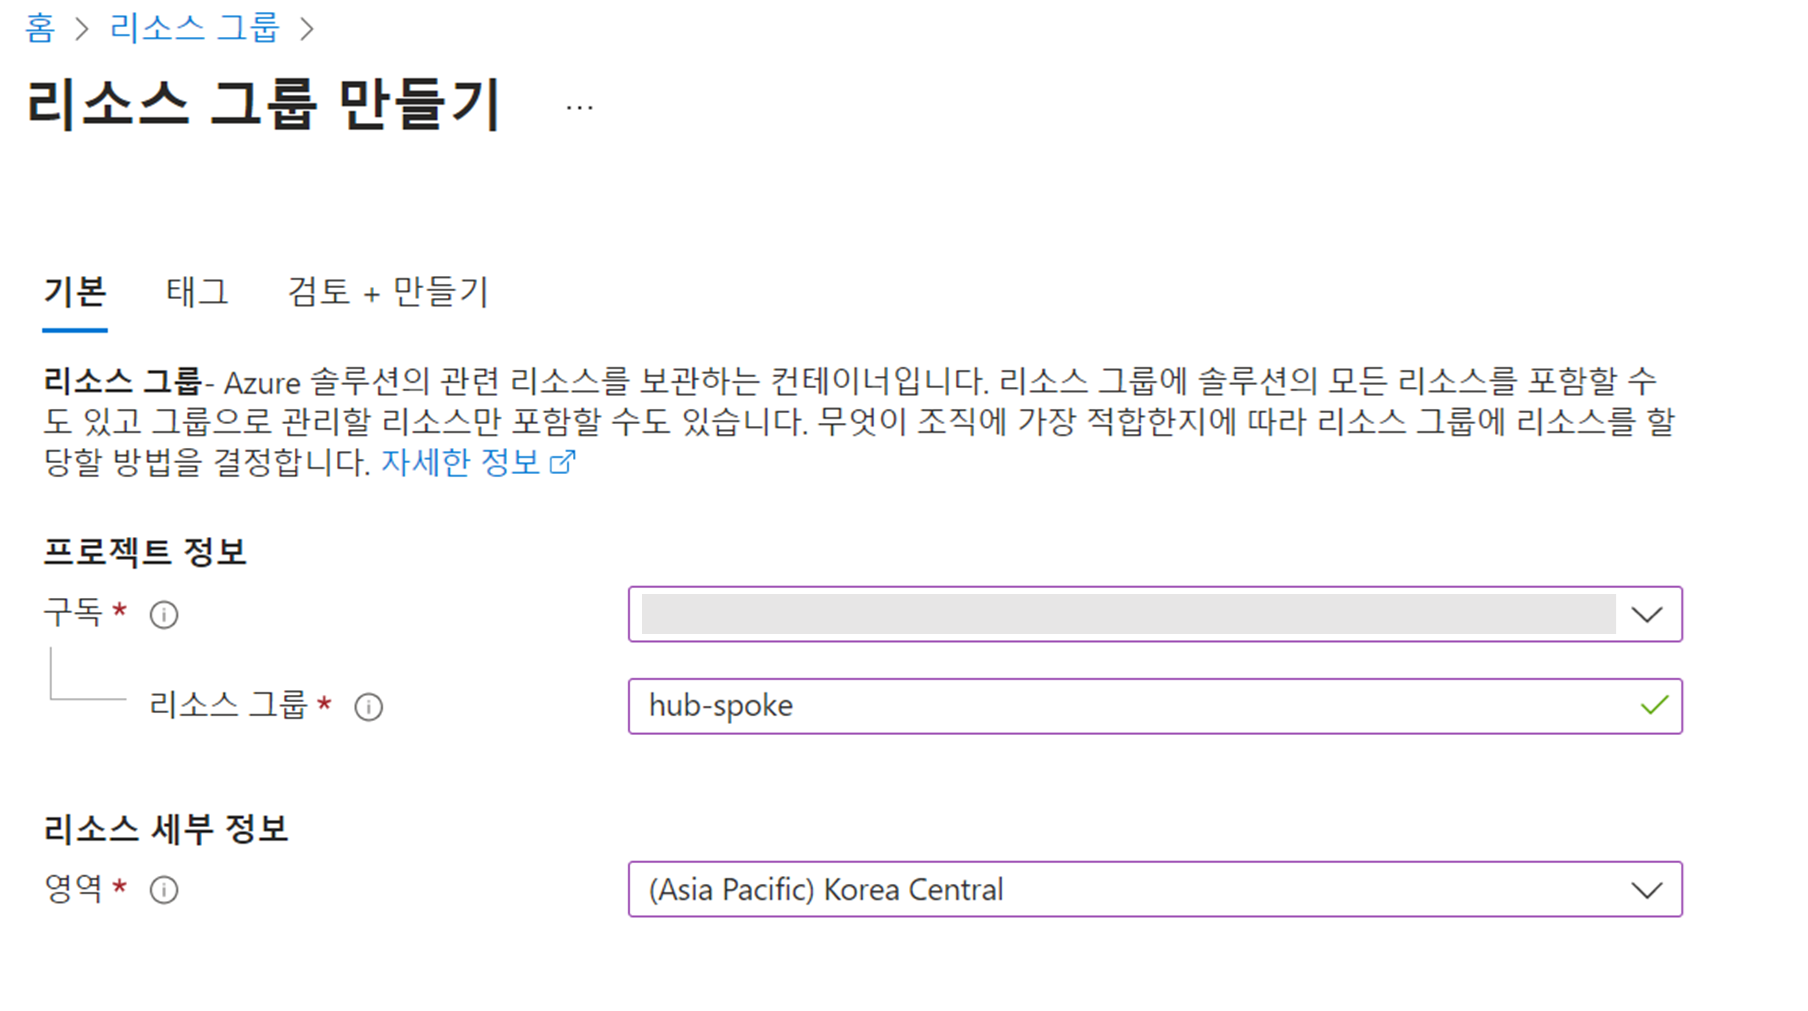 홈 > 리소스 그룹 >
리소스 그룹 만들기 ...
기본 태그 검토 + 만들기
리소스 그룹- Azure 솔루션의 관련 리소스를 보관하는 컨테이너입니다. 리소스 그룹에 솔루션의 모든 리소스를 포함할 수
도 있고 그룹으로 관리할 리소스만 포함할 수도 있습니다. 무엇이 조직에 가장 적합한지에 따라 리소스 그룹에 리소스를 할
당할 방법을 결정합니다. 자세한 정보
프로젝트 정보
구독 *
리소스 그룹 * hub-spoke
리소스 세부 정보
영역 * (Asia Pacific) Korea Central